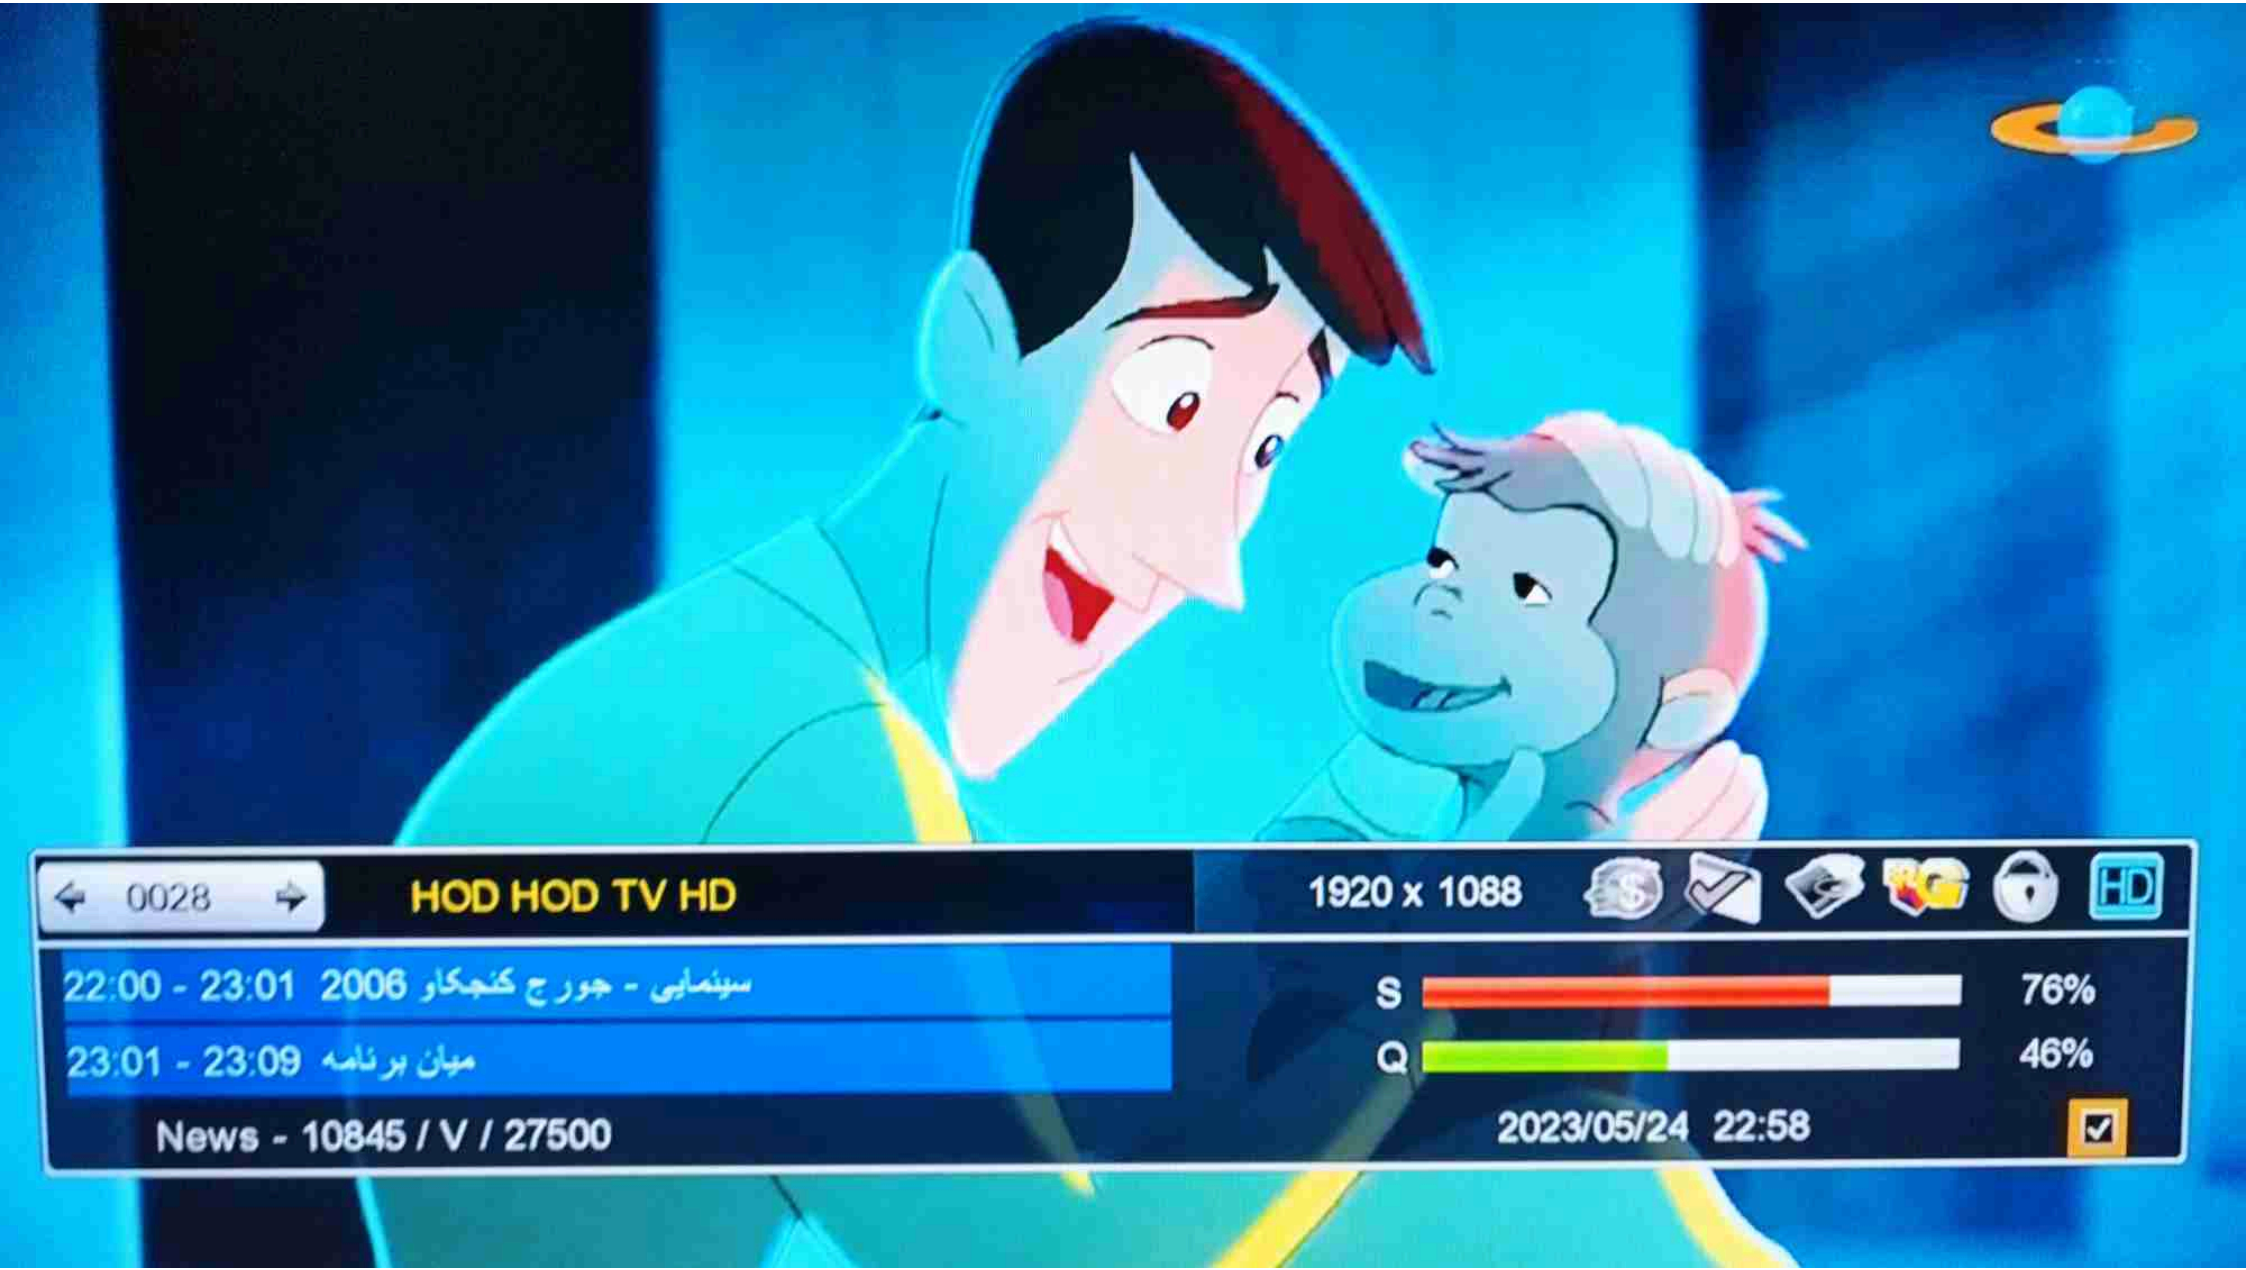 0028
HOD HOD TV HD
1920 x 1088
HD
22:00 - 23:01 سینمایی - جورج کنجکاو 2006
S 76%
23:01 - 23:09 میان برنامه
Q 46%
News - 10845 / V / 27500
2023/05/24 22:58